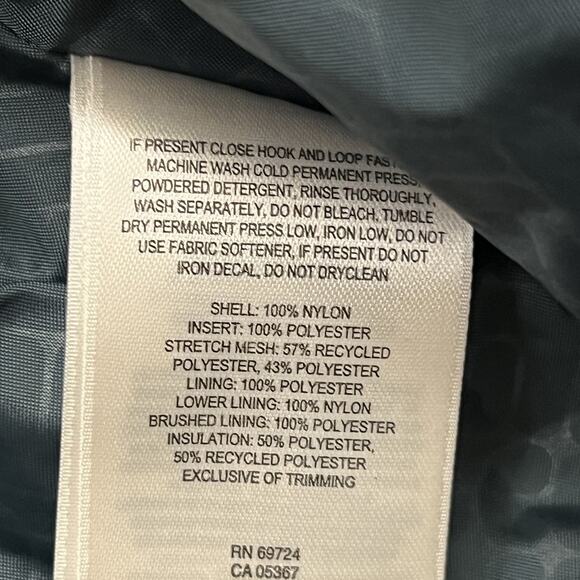 IF PRESENT CLOSE HOOK AND LOOP
MACHINE WASH COLD PERMANENT PRESS,
POWDERED DETERGENT, RINSE THOROUGHLY,
WASH SEPARATELY, DO NOT BLEACH, TUMBLE
DRY PERMANENT PRESS LOW, IRON LOW, DO NOT
USE FABRIC SOFTENER, IF PRESENT DO NOT
IRON DECAL, DO NOT DRYCLEAN
SHELL: 100% NYLON
INSERT: 100% POLYESTER
STRETCH MESH: 57% RECYCLED
POLYESTER, 43% POLYESTER
LINING: 100% POLYESTER
LOWER LINING: 100% NYLON
BRUSHED LINING: 100% POLYESTER
INSULATION: 50% POLYESTER,
50% RECYCLED POLYESTER
EXCLUSIVE OF TRIMMING
RN 69724
CA 05367